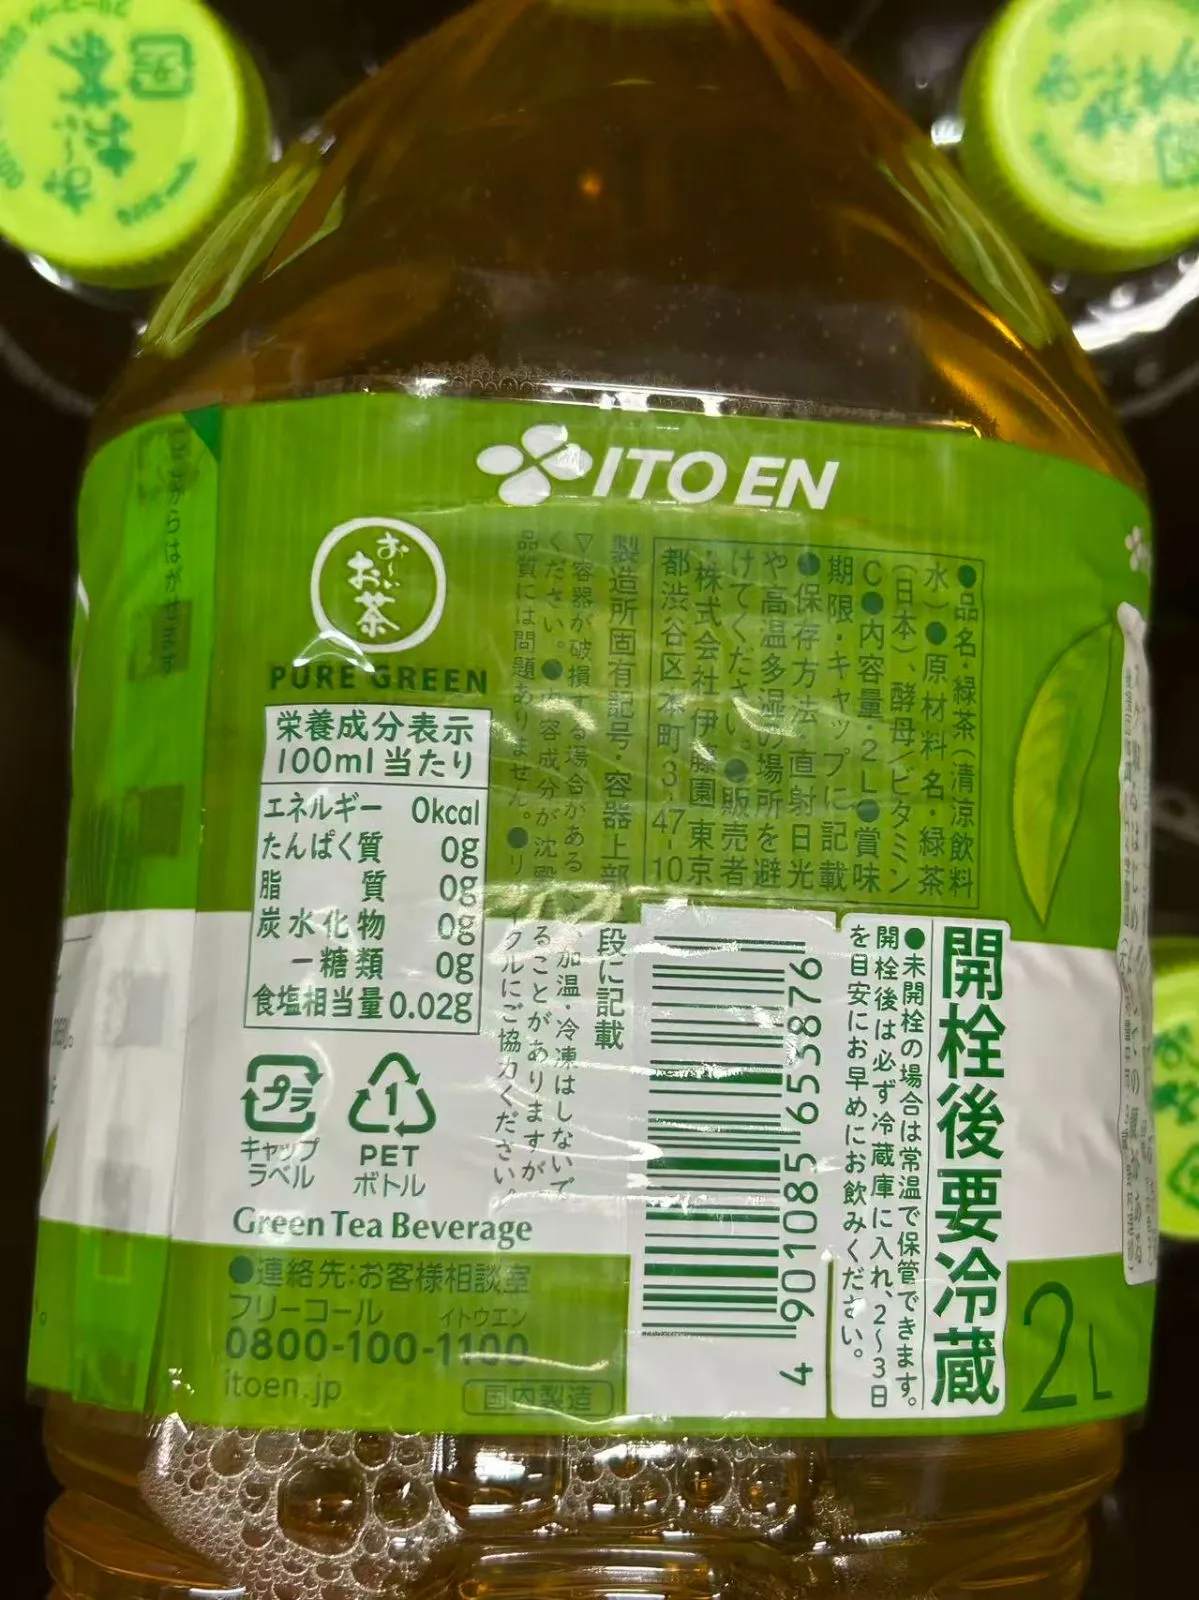 ITO EN
お～いお茶
PURE GREEN
栄養成分表示
100ml当たり
エネルギー 0kcal
たんぱく質 0g
脂質 0g
炭水化物 0g
－糖類 0g
食塩相当量 0.02g
プラ
キャップ
ラベル
1
PET
ボトル
Green Tea Beverage
●連絡先:お客様相談室
フリーコール イトウエン
0800-100-1100
itoen.jp
国内製造
●品名・緑茶(清涼飲料
水)●原材料名・緑茶
(日本)、酵母/ビタミン
C●内容量・2L●賞味
期限・キャップに記載
●保存方法・直射日光
や高温多湿の場所を避
けてください。●販売者
・株式会社 伊藤園 東京
都渋谷区本町3-47-10
製造所固有記号・容器上部
段に記載
▽容器が破損する場合がある
、加温・冷凍はしないで
ください。●内容成分が沈
ることがありますが、
品質には問題ありません。●リ
クルにご協力ください。
4 901085 653876
開栓後要冷蔵
●未開栓の場合は常温で保管できます。
開栓後は必ず冷蔵庫に入れ、2～3日
を目安にお早めにお飲みください。
2L
からはがせます